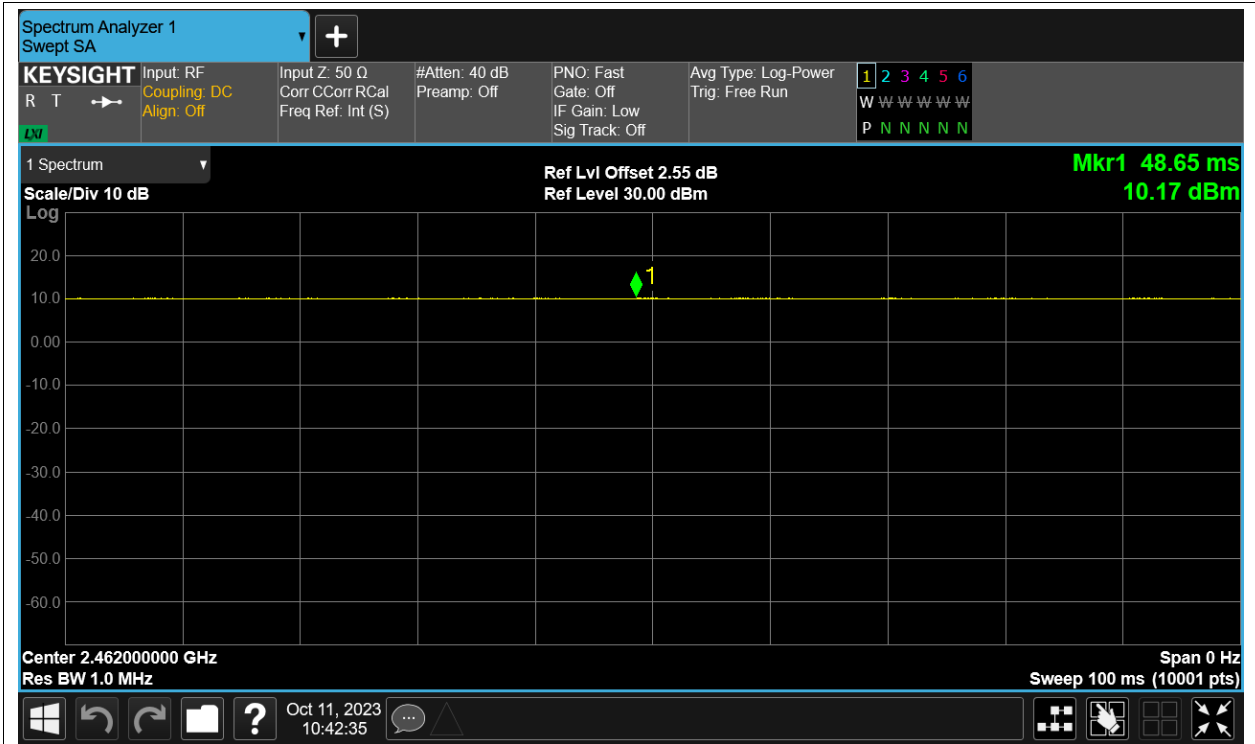 Spectrum Analyzer 1
Swept SA
+
KEYSIGHT
R T
LXI
Input: RF
Coupling: DC
Align: Off
Input Z: 50 Ω
Corr CCorr RCal
Freq Ref: Int (S)
#Atten: 40 dB
Preamp: Off
PNO: Fast
Gate: Off
IF Gain: Low
Sig Track: Off
Avg Type: Log-Power
Trig: Free Run
1 2 3 4 5 6
W W W W W W
P N N N N N
1 Spectrum
Scale/Div 10 dB
Ref Lvl Offset 2.55 dB
Ref Level 30.00 dBm
Mkr1 48.65 ms
10.17 dBm
Log
20.0
10.0
0.00
-10.0
-20.0
-30.0
-40.0
-50.0
-60.0
1
Center 2.462000000 GHz
Res BW 1.0 MHz
Span 0 Hz
Sweep 100 ms (10001 pts)
?
Oct 11, 2023
10:42:35